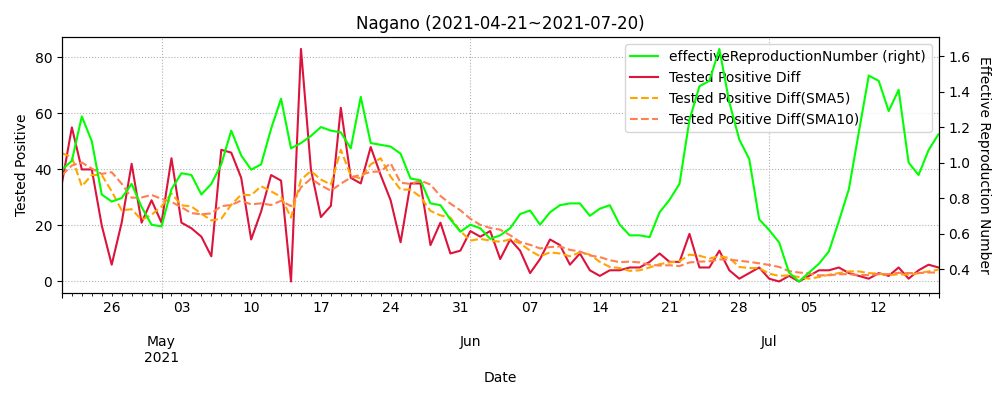 Nagano (2021-04-21~2021-07-20)
effectiveReproductionNumber (right)
Tested Positive Diff
Tested Positive Diff(SMA5)
Tested Positive Diff(SMA10)
Tested Positive
80
60
40
20
0
1.6
1.4
1.2
1.0
0.8
0.6
0.4
Effective Reproduction Number
26 03 10 17 24 31 07 14 21 28 05 12
May Jun Jul
2021
Date